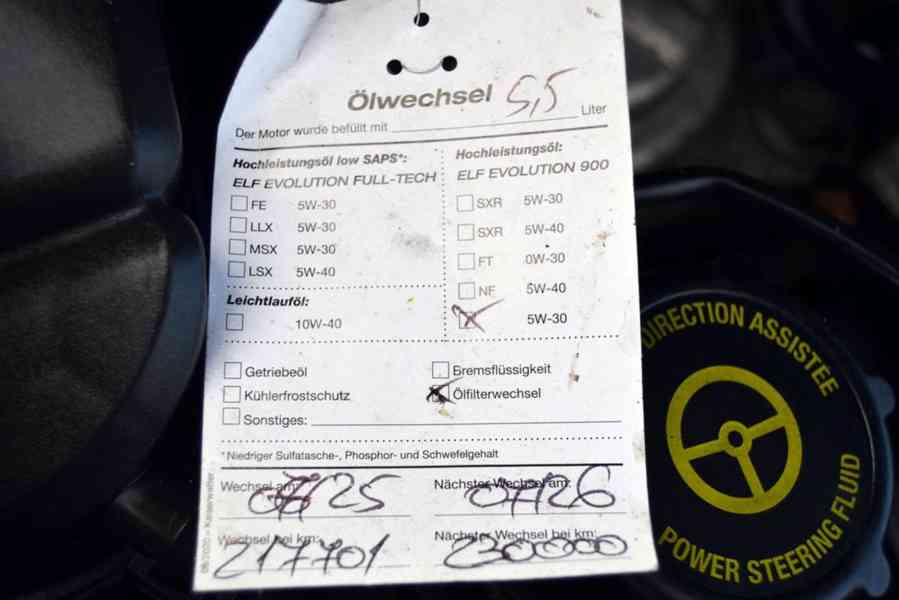 Ölwechsel
Der Motor wurde befüllt mit 5,5 Liter
Hochleistungsöl low SAPS*:
ELF EVOLUTION FULL-TECH
FE 5W-30
LLX 5W-30
MSX 5W-30
LSX 5W-40
Leichtlauföl:
10W-40
Hochleistungsöl:
ELF EVOLUTION 900
SXR 5W-30
SXR 5W-40
FT 0W-30
NF 5W-40
5W-30
Getriebeöl
Kühlerfrostschutz
Sonstiges:
Bremsflüssigkeit
Ölfilterwechsel
*Niedriger Sulfatasche-, Phosphor- und Schwefelgehalt
Wechsel am: 07/25
Nächster Wechsel am: 07/26
Wechsel bei km: 217701
Nächster Wechsel bei km: 230000
DIRECTION ASSISTEE
POWER STEERING FLUID